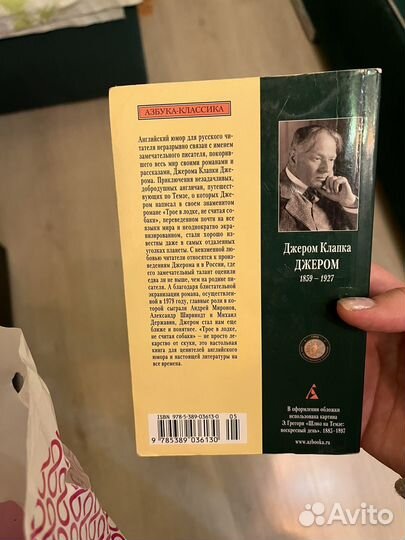 АЗБУКА-КЛАССИКА
Английский юмор для русского чи-
тателя неразрывно связан с именем
замечательного писателя, покорив-
шего весь мир своими романами и
рассказами, Джерома Клапки Дже-
рома. Приключения незадачливых,
добродушных англичан, путешест-
вующих по Темзе, о которых Джером
написал в своем знаменитом
романе «Трое в лодке, не считая со-
баки», переведенном почти на все
языки мира и неоднократно экра-
низированном, стали хорошо из-
вестны даже в самых отдаленных
уголках планеты. С неизменной лю-
бовью читатели относятся к
произведениям Джерома и в России, где
его замечательный талант оценили
едва ли не выше, чем на родине писа-
теля. А благодаря блистательной
экранизации романа, осуществлен-
ной в 1979 году, главные роли в ко-
торой сыграли Андрей Миронов,
Александр Ширвиндт и Михаил
Державин, Джером стал нам еще
ближе и понятнее. «Трое в лодке,
не считая собаки» – не просто ле-
карство от скуки, это настольная
книга для ценителей английского
юмора и настоящей литературы на
все времена.
Джером Клапка
ДЖЕРОМ
1859 – 1927
ISBN 978-5-389-03613-0
05
9 785389 036130
В оформлении обложки
использована картина
Э. Грегори «Шлюз на Темзе:
воскресный день». 1882–1897
www.azbooka.ru
Avito